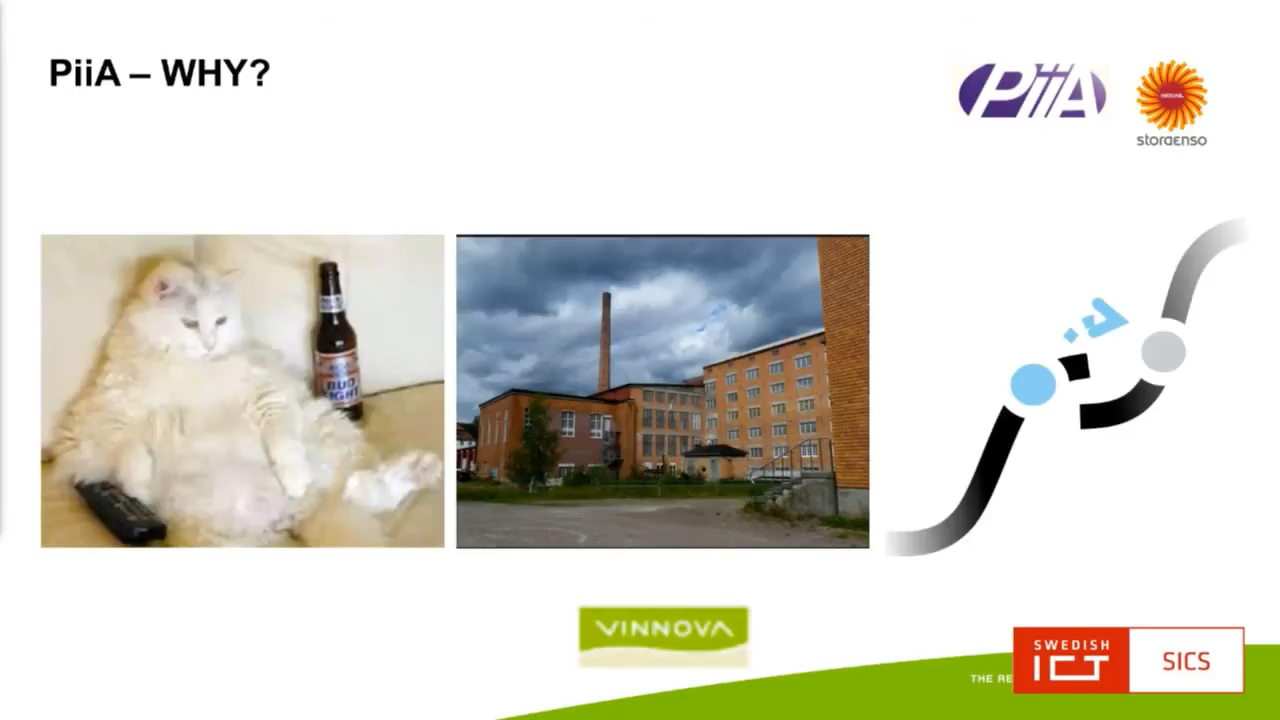 PiiA – WHY?
PiiA
storaenso
BUD
LIGHT
VINNOVA
THE RE
SWEDISH
ICT
SICS